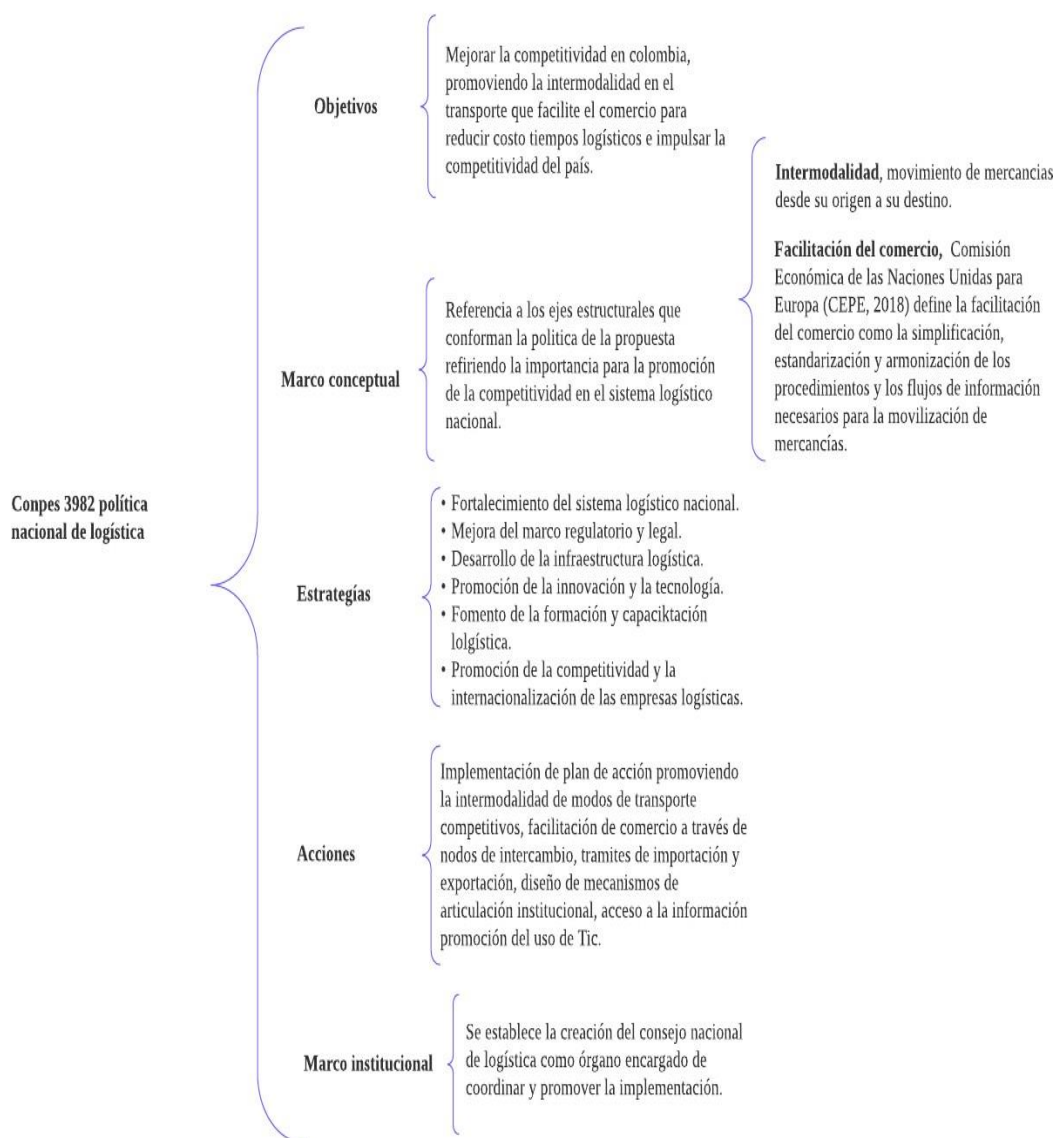 Conpes 3982 política
nacional de logística
Objetivos
Mejorar la competitividad en colombia,
promoviendo la intermodalidad en el
transporte que facilite el comercio para
reducir costo tiempos logísticos e impulsar la
competitividad del país.
Marco conceptual
Referencia a los ejes estructurales que
conforman la politica de la propuesta
refiriendo la importancia para la promoción
de la competitividad en el sistema logístico
nacional.
Intermodalidad, movimiento de mercancias
desde su origen a su destino.
Facilitación del comercio, Comisión
Económica de las Naciones Unidas para
Europa (CEPE, 2018) define la facilitación
del comercio como la simplificación,
estandarización y armonización de los
procedimientos y los flujos de información
necesarios para la movilización de
mercancías.
Estrategías
• Fortalecimiento del sistema logístico nacional.
• Mejora del marco regulatorio y legal.
• Desarrollo de la infraestructura logística.
• Promoción de la innovación y la tecnología.
• Fomento de la formación y capaciktación
lolgística.
• Promoción de la competitividad y la
internacionalización de las empresas logísticas.
Acciones
Implementación de plan de acción promoviendo
la intermodalidad de modos de transporte
competitivos, facilitación de comercio a través de
nodos de intercambio, tramites de importación y
exportación, diseño de mecanismos de
articulación institucional, acceso a la información
promoción del uso de Tic.
Marco institucional
Se establece la creación del consejo nacional
de logística como órgano encargado de
coordinar y promover la implementación.